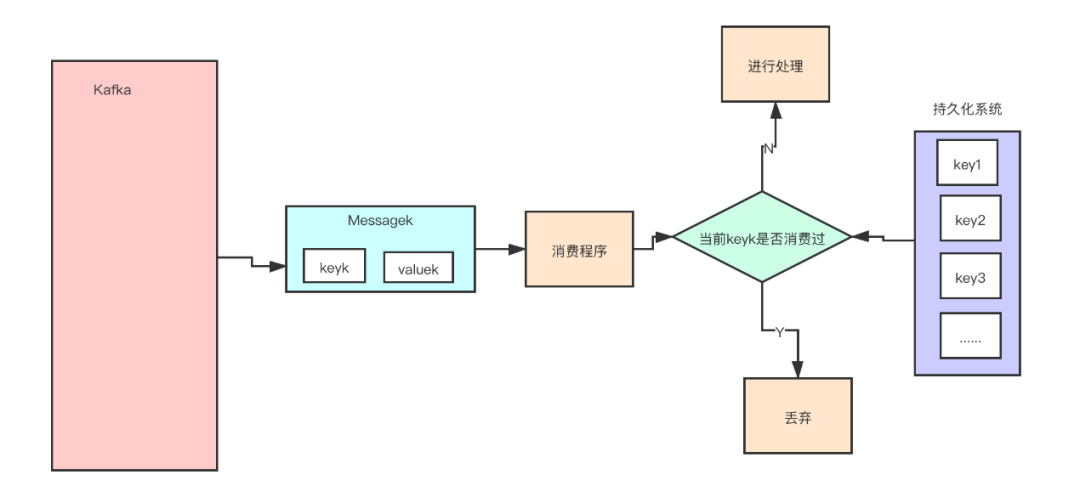 Kafka
Messagek
keyk
valuek
消费程序
当前keyk是否消费过
N
进行处理
Y
丢弃
持久化系统
key1
key2
key3
......